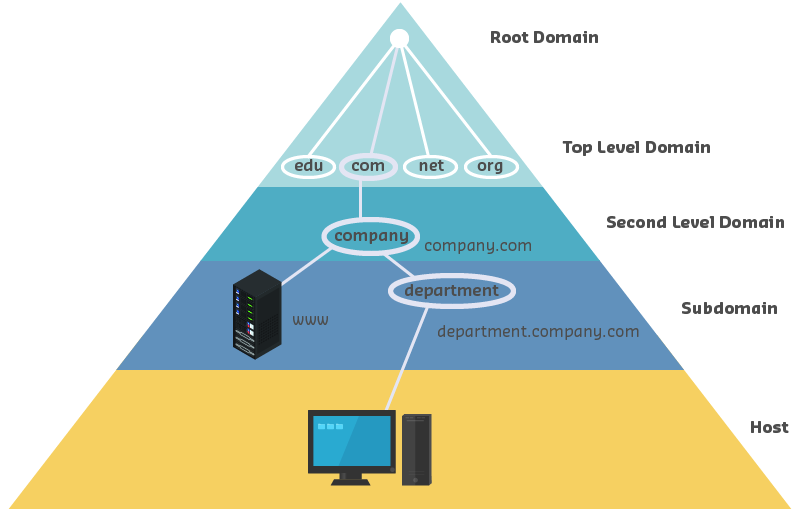 Root Domain
Top Level Domain
edu com net org
Second Level Domain
company
company.com
department
Subdomain
www
department.company.com
Host